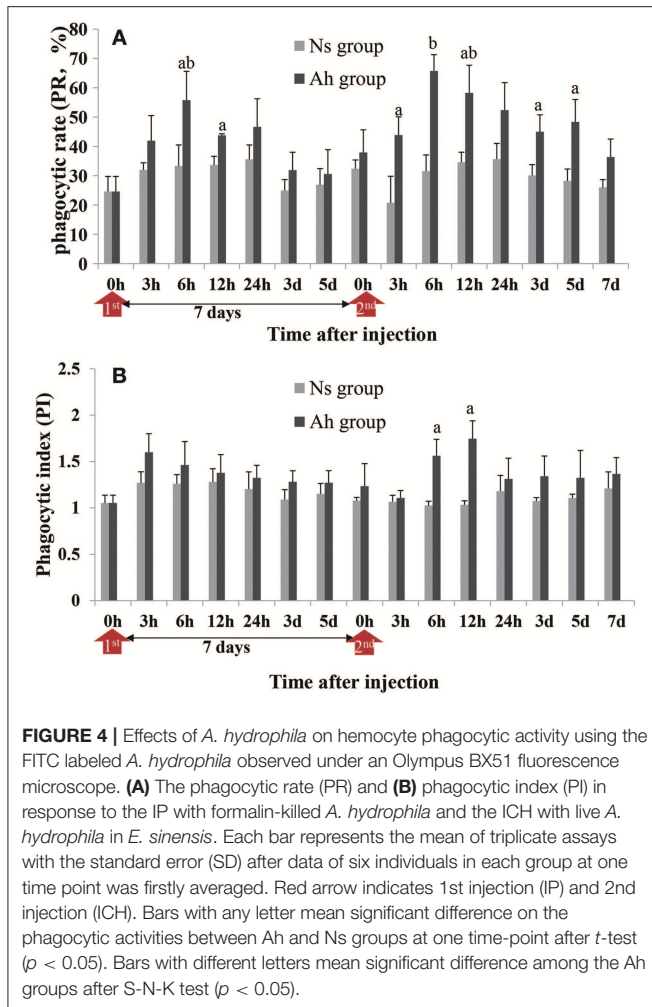 A
Ns group
Ah group
phagocytic rate (PR, %)
80
70
60
50
40
30
20
10
0
ab
a
a
b
ab
a
a
0h 3h 6h 12h 24h 3d 5d 0h 3h 6h 12h 24h 3d 5d 7d
1st
7 days
2nd
Time after injection
B
Ns group
Ah group
Phagocytic index (PI)
2.5
2
1.5
1
0.5
0
a
a
0h 3h 6h 12h 24h 3d 5d 0h 3h 6h 12h 24h 3d 5d 7d
1st
7 days
2nd
Time after injection
FIGURE 4 | Effects of A. hydrophila on hemocyte phagocytic activity using the
FITC labeled A. hydrophila observed under an Olympus BX51 fluorescence
microscope. (A) The phagocytic rate (PR) and (B) phagocytic index (PI) in
response to the IP with formalin-killed A. hydrophila and the ICH with live A.
hydrophila in E. sinensis. Each bar represents the mean of triplicate assays
with the standard error (SD) after data of six individuals in each group at one
time point was firstly averaged. Red arrow indicates 1st injection (IP) and 2nd
injection (ICH). Bars with any letter mean significant difference on the
phagocytic activities between Ah and Ns groups at one time-point after t-test
(p < 0.05). Bars with different letters mean significant difference among the Ah
groups after S-N-K test (p < 0.05).